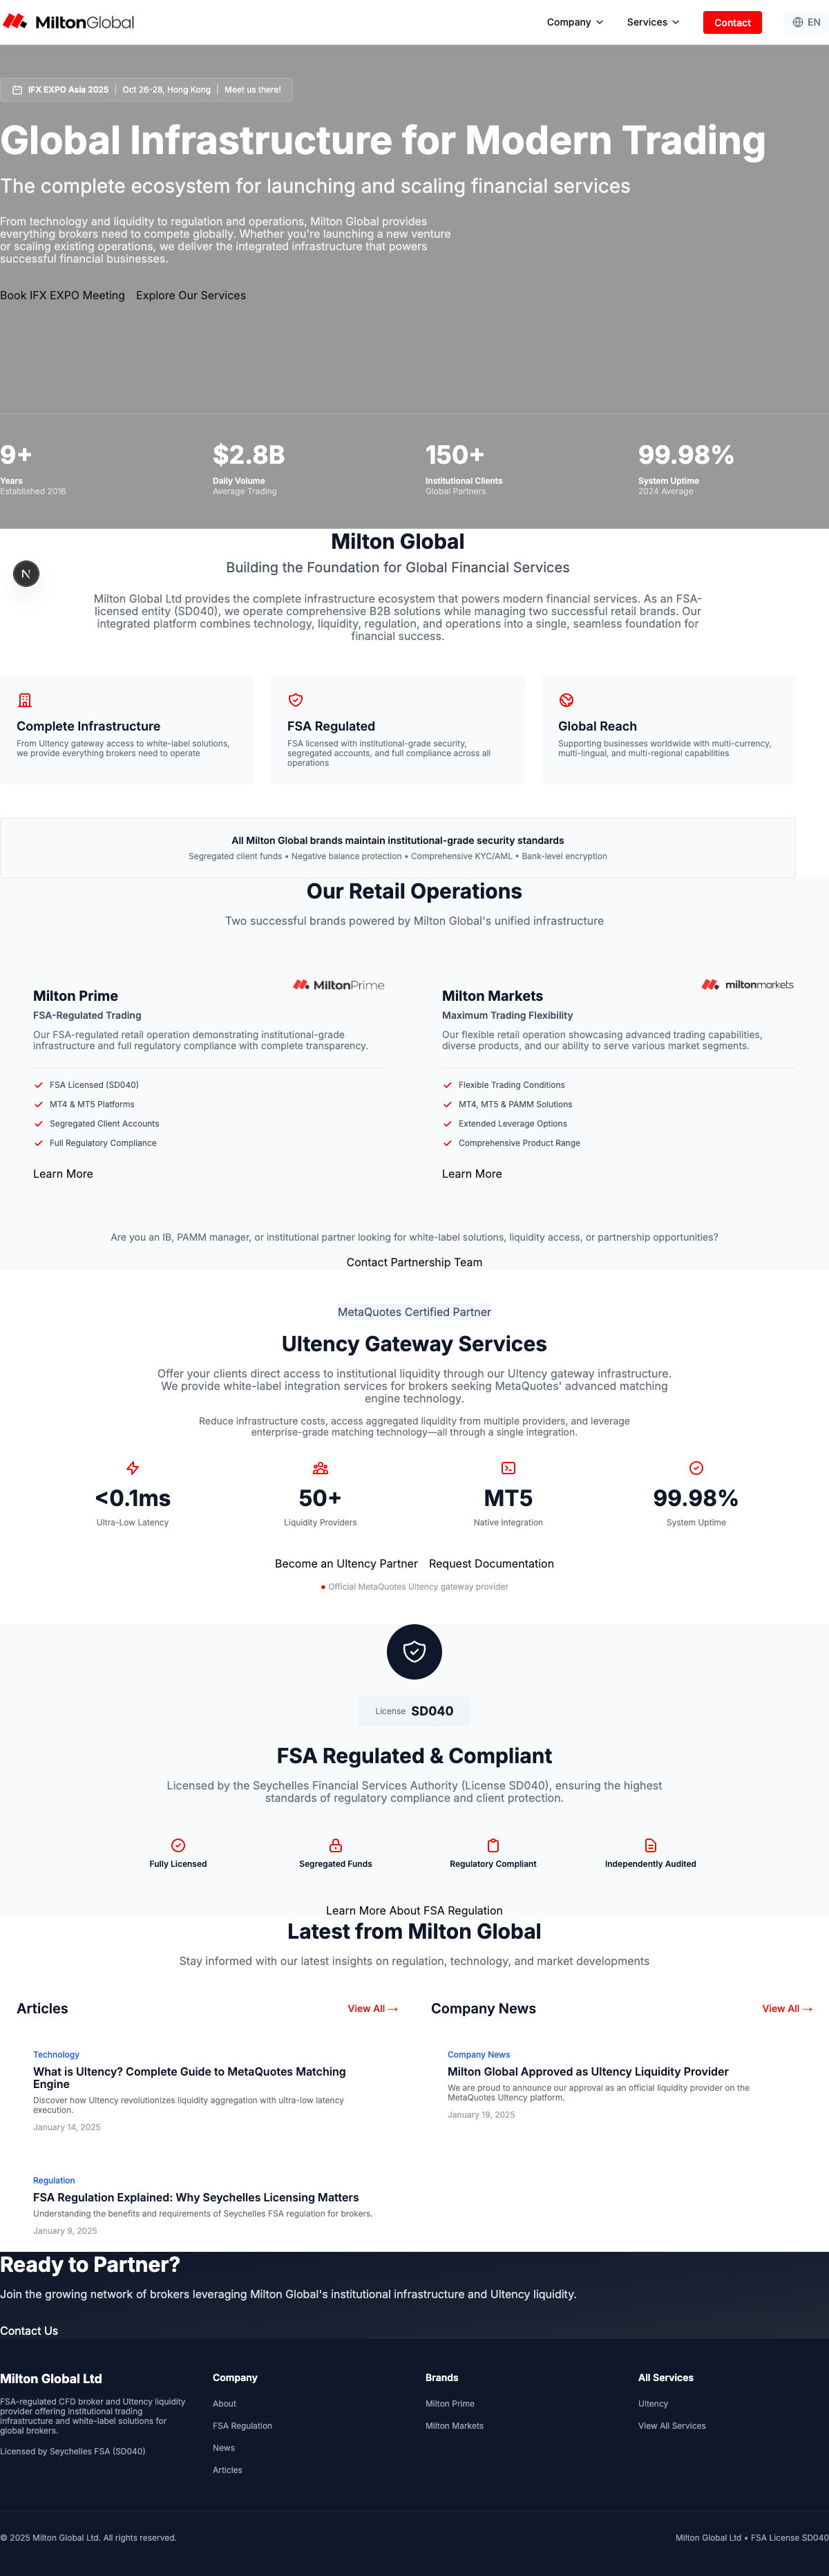 MiltonGlobal
Company
Services
Contact
EN
IFX EXPO Asia 2025 | Oct 26-28, Hong Kong | Meet us there!
Global Infrastructure for Modern Trading
The complete ecosystem for launching and scaling financial services
From technology and liquidity to regulation and operations, Milton Global provides
everything brokers need to compete globally. Whether you're launching a new venture
or scaling existing operations, we deliver the integrated infrastructure that powers
successful financial businesses.
Book IFX EXPO Meeting
Explore Our Services
9+
Years
Established 2016
$2.8B
Daily Volume
Average Trading
150+
Institutional Clients
Global Partners
99.98%
System Uptime
2024 Average
N
Milton Global
Building the Foundation for Global Financial Services
Milton Global Ltd provides the complete infrastructure ecosystem that powers modern financial services. As an FSA-
licensed entity (SD040), we operate comprehensive B2B solutions while managing two successful retail brands. Our
integrated platform combines technology, liquidity, regulation, and operations into a single, seamless foundation for
financial success.
Complete Infrastructure
From Ultency gateway access to white-label solutions,
we provide everything brokers need to operate
FSA Regulated
FSA licensed with institutional-grade security,
segregated accounts, and full compliance across all
operations
Global Reach
Supporting businesses worldwide with multi-currency,
multi-lingual, and multi-regional capabilities
All Milton Global brands maintain institutional-grade security standards
Segregated client funds • Negative balance protection • Comprehensive KYC/AML • Bank-level encryption
Our Retail Operations
Two successful brands powered by Milton Global's unified infrastructure
MiltonPrime
Milton Prime
FSA-Regulated Trading
Our FSA-regulated retail operation demonstrating institutional-grade
infrastructure and full regulatory compliance with complete transparency.
FSA Licensed (SD040)
MT4 & MT5 Platforms
Segregated Client Accounts
Full Regulatory Compliance
Learn More
miltonmarkets
Milton Markets
Maximum Trading Flexibility
Our flexible retail operation showcasing advanced trading capabilities,
diverse products, and our ability to serve various market segments.
Flexible Trading Conditions
MT4, MT5 & PAMM Solutions
Extended Leverage Options
Comprehensive Product Range
Learn More
Are you an IB, PAMM manager, or institutional partner looking for white-label solutions, liquidity access, or partnership opportunities?
Contact Partnership Team
MetaQuotes Certified Partner
Ultency Gateway Services
Offer your clients direct access to institutional liquidity through our Ultency gateway infrastructure.
We provide white-label integration services for brokers seeking MetaQuotes' advanced matching
engine technology.
Reduce infrastructure costs, access aggregated liquidity from multiple providers, and leverage
enterprise-grade matching technology—all through a single integration.
<0.1ms
Ultra-Low Latency
50+
Liquidity Providers
MT5
Native Integration
99.98%
System Uptime
Become an Ultency Partner
Request Documentation
Official MetaQuotes Ultency gateway provider
License SD040
FSA Regulated & Compliant
Licensed by the Seychelles Financial Services Authority (License SD040), ensuring the highest
standards of regulatory compliance and client protection.
Fully Licensed
Segregated Funds
Regulatory Compliant
Independently Audited
Learn More About FSA Regulation
Latest from Milton Global
Stay informed with our latest insights on regulation, technology, and market developments
Articles
View All →
Technology
What is Ultency? Complete Guide to MetaQuotes Matching
Engine
Discover how Ultency revolutionizes liquidity aggregation with ultra-low latency
execution.
January 14, 2025
Regulation
FSA Regulation Explained: Why Seychelles Licensing Matters
Understanding the benefits and requirements of Seychelles FSA regulation for brokers.
January 9, 2025
Company News
View All →
Company News
Milton Global Approved as Ultency Liquidity Provider
We are proud to announce our approval as an official liquidity provider on the
MetaQuotes Ultency platform.
January 19, 2025
Ready to Partner?
Join the growing network of brokers leveraging Milton Global's institutional infrastructure and Ultency liquidity.
Contact Us
Milton Global Ltd
FSA-regulated CFD broker and Ultency liquidity
provider offering institutional trading
infrastructure and white-label solutions for
global brokers.
Licensed by Seychelles FSA (SD040)
Company
About
FSA Regulation
News
Articles
Brands
Milton Prime
Milton Markets
All Services
Ultency
View All Services
© 2025 Milton Global Ltd. All rights reserved.
Milton Global Ltd • FSA License SD040